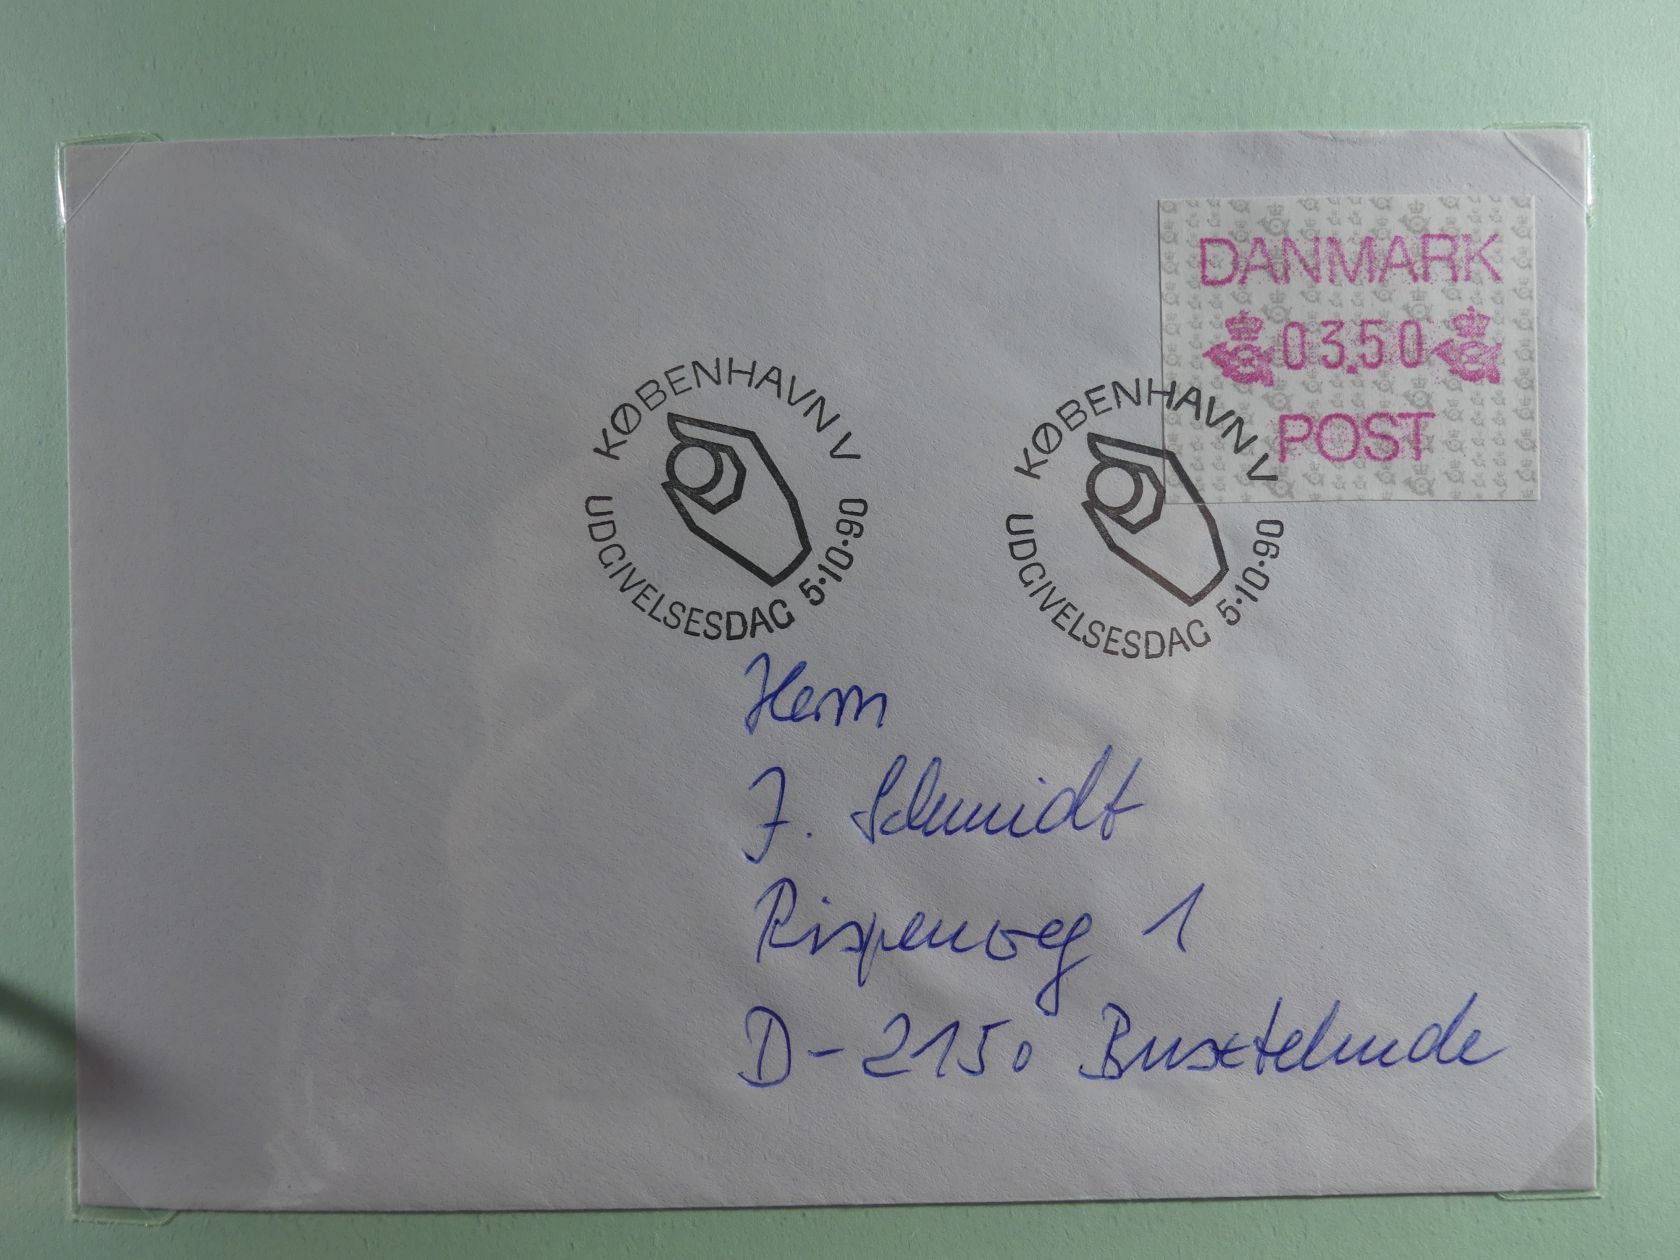 DANMARK
03.50
POST
KØBENHAVN V
UDGIVELSESDAG 5·10·90
KØBENHAVN V
UDGIVELSESDAG 5·10·90
Herrn
J. Schmidt
Rispenweg 1
D-2150 Buxtehude